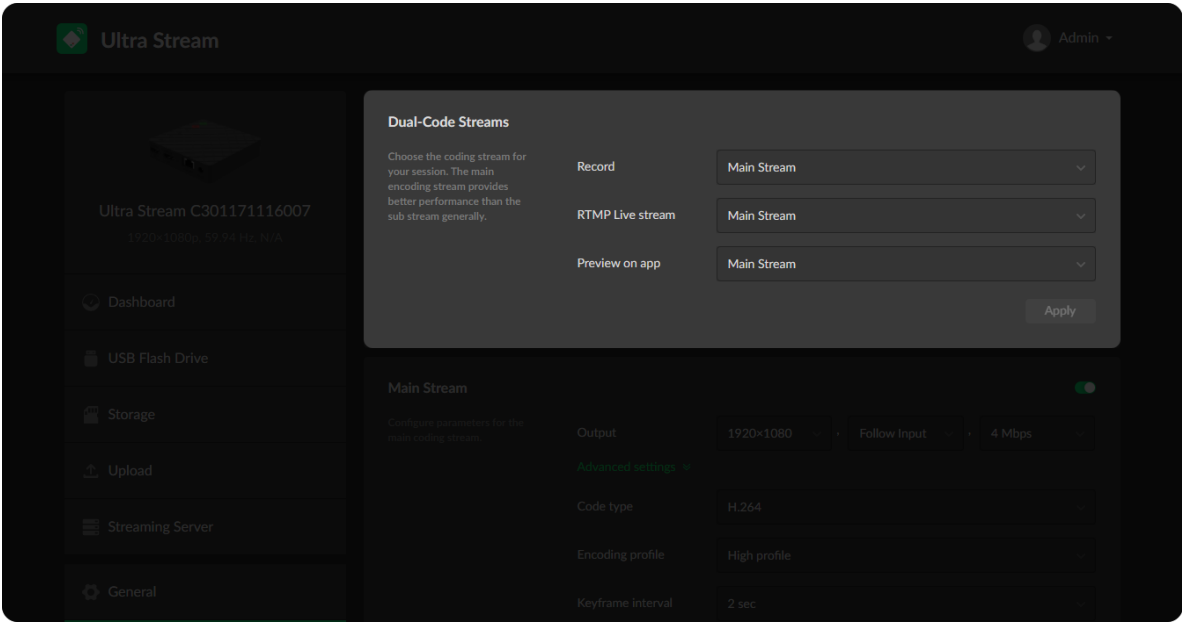 Ultra Stream
Admin
Ultra Stream C301171116007
1920×1080p, 59.94 Hz, N/A
Dashboard
USB Flash Drive
Storage
Upload
Streaming Server
General
Dual-Code Streams
Choose the coding stream for
your session. The main
encoding stream provides
better performance than the
sub stream generally.
Record
Main Stream
RTMP Live stream
Main Stream
Preview on app
Main Stream
Apply
Main Stream
Configure parameters for the
main coding stream.
Output
1920×1080
Follow Input
4 Mbps
Advanced settings
Code type
H.264
Encoding profile
High profile
Keyframe interval
2 sec